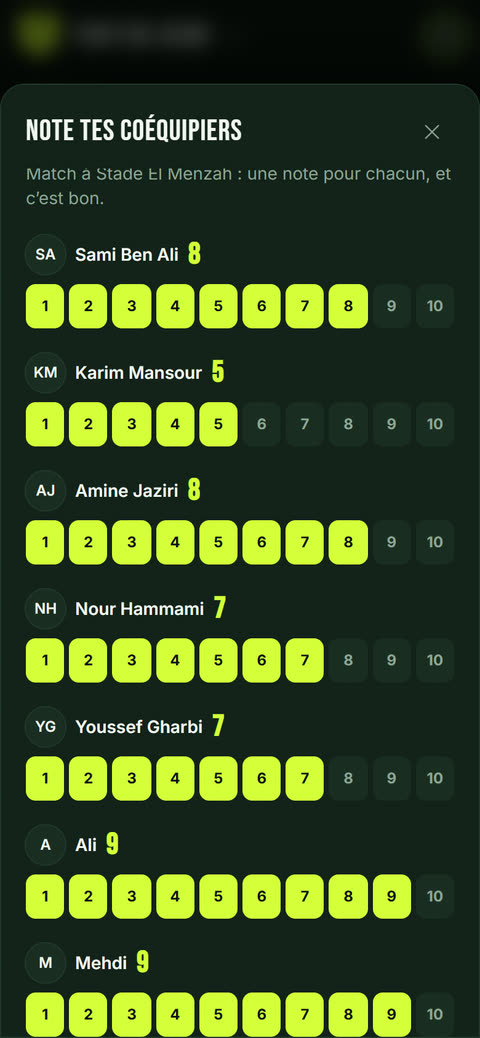 NOTE TES COÉQUIPIERS
Match à Stade El Menzah : une note pour chacun, et
c'est bon.
SA Sami Ben Ali 8
1 2 3 4 5 6 7 8 9 10
KM Karim Mansour 5
1 2 3 4 5 6 7 8 9 10
AJ Amine Jaziri 8
1 2 3 4 5 6 7 8 9 10
NH Nour Hammami 7
1 2 3 4 5 6 7 8 9 10
YG Youssef Gharbi 7
1 2 3 4 5 6 7 8 9 10
A Ali 9
1 2 3 4 5 6 7 8 9 10
M Mehdi 9
1 2 3 4 5 6 7 8 9 10